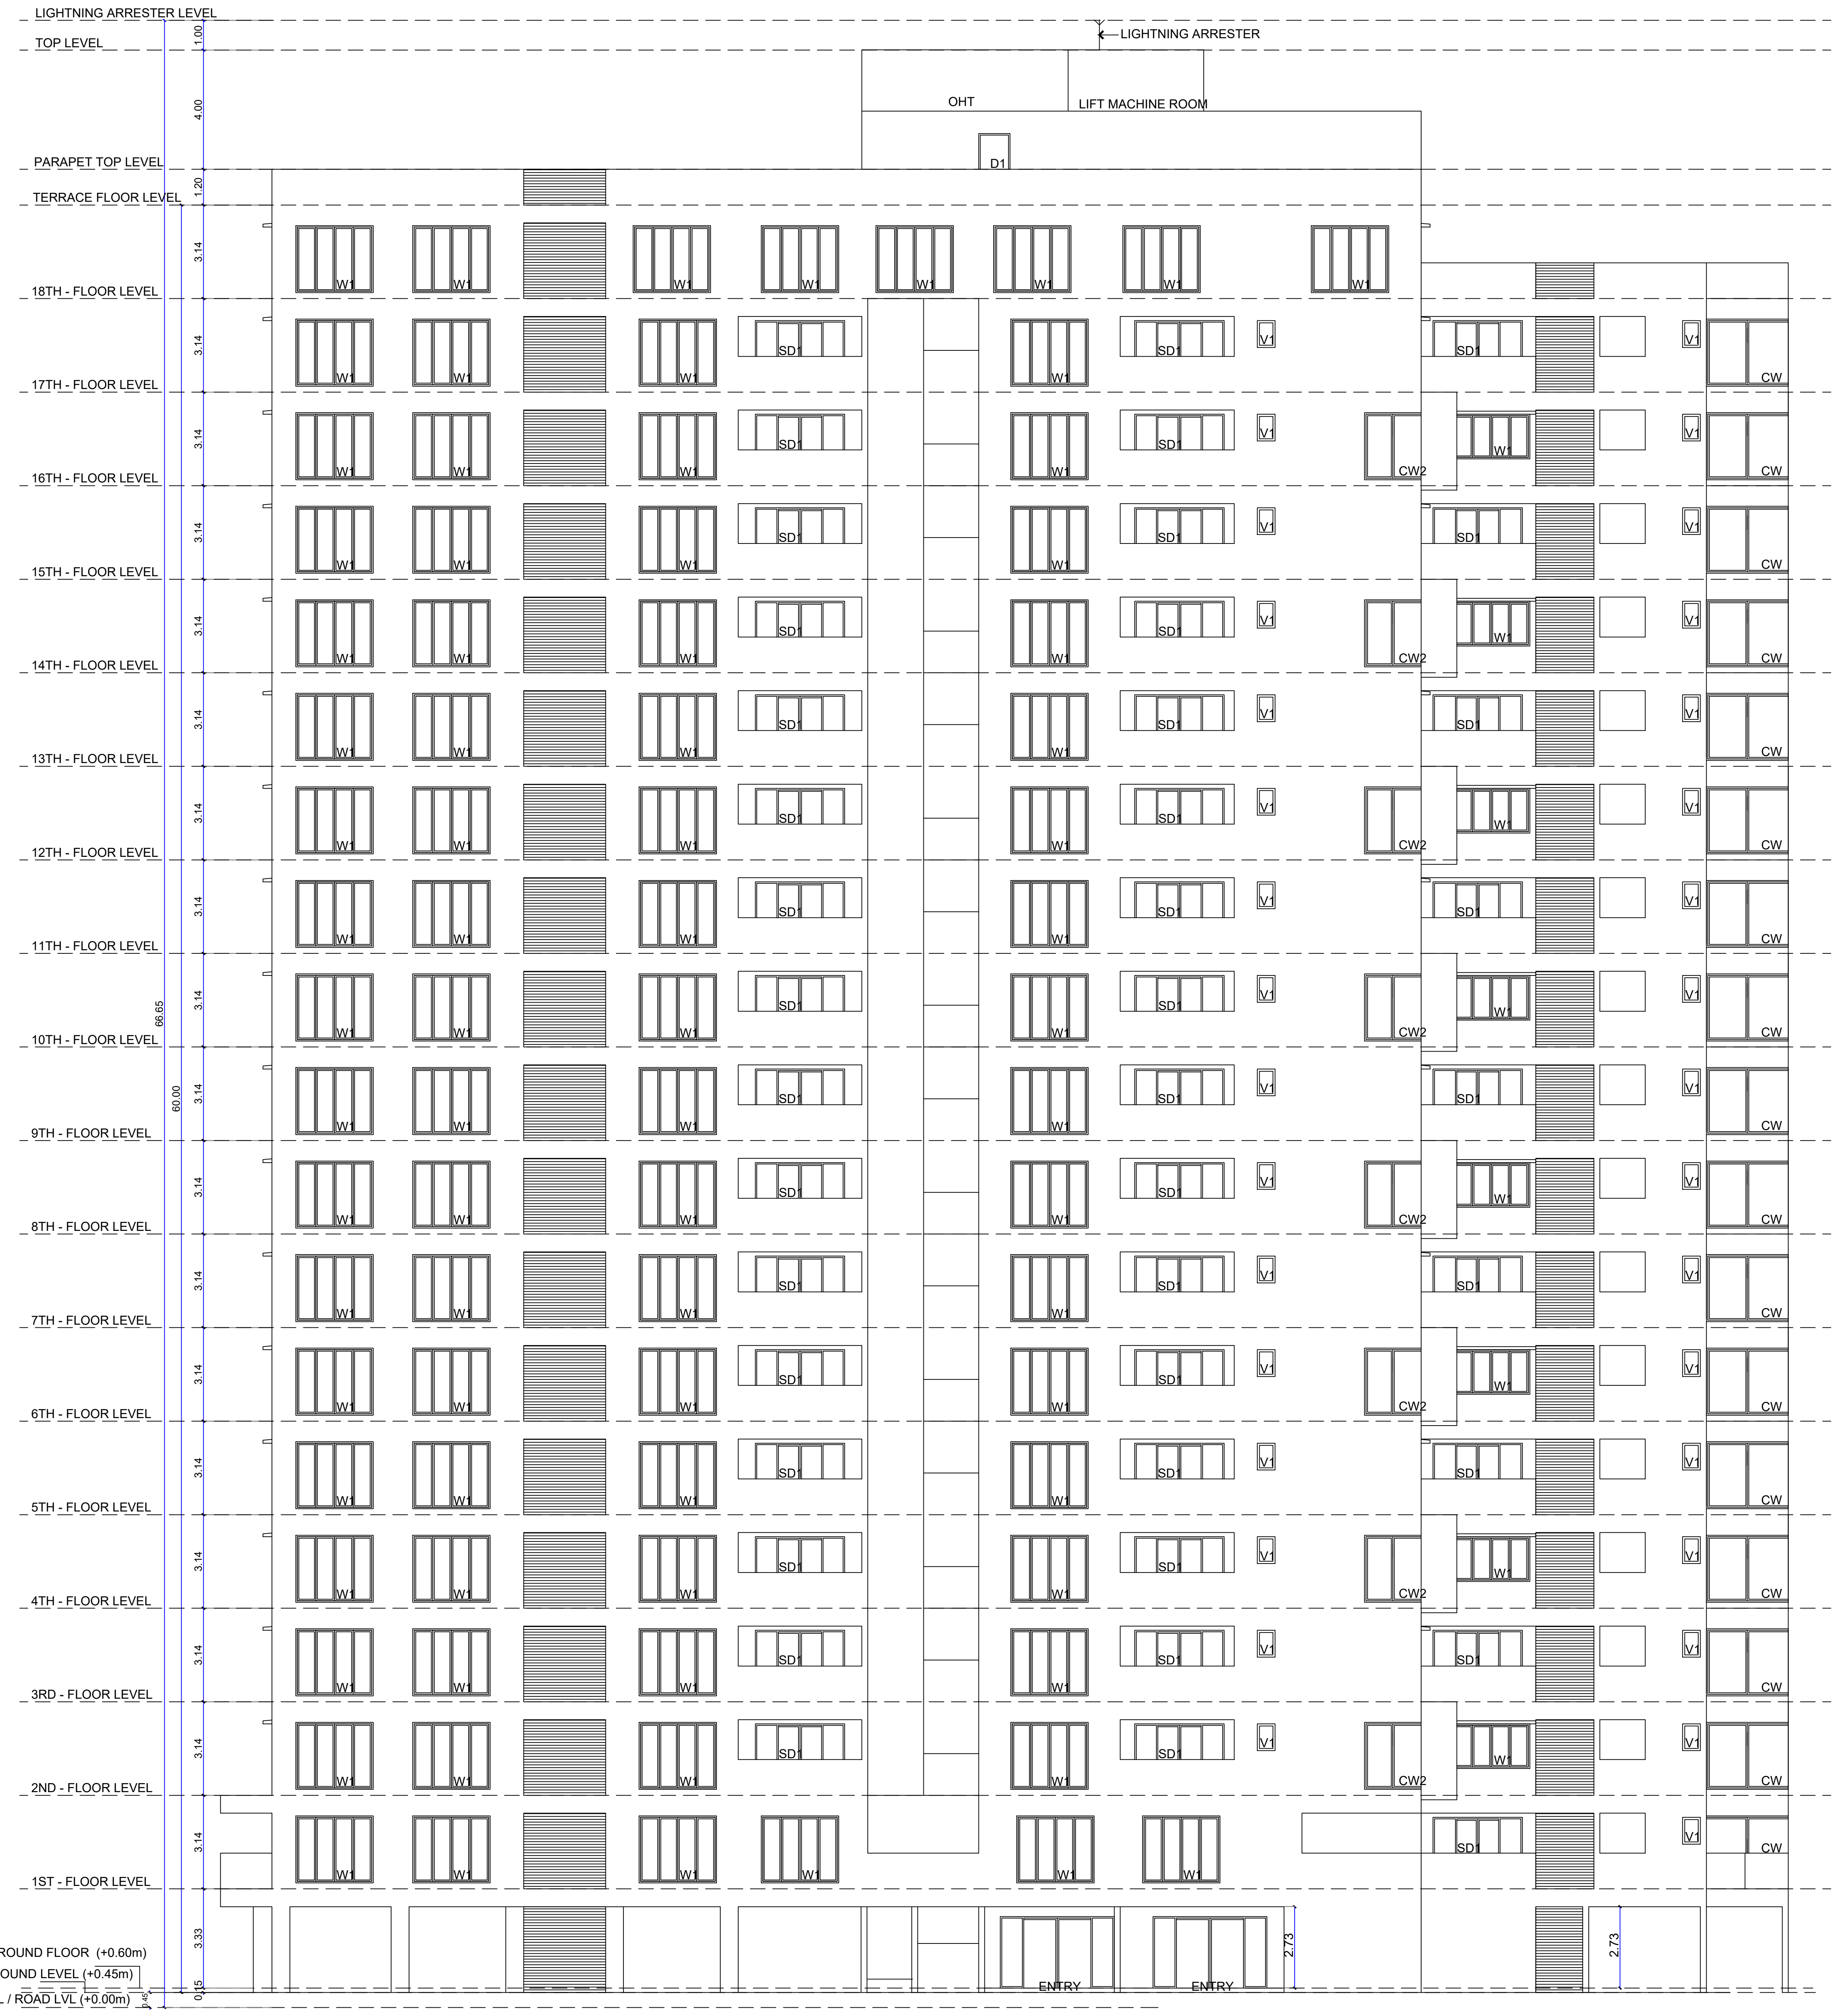 LIGHTNING ARRESTER LEVEL
1.00
LIGHTNING ARRESTER
TOP LEVEL
4.00
OHT
LIFT MACHINE ROOM
D1
PARAPET TOP LEVEL
1.20
TERRACE FLOOR LEVEL
3.14
W1 W1 W1 W1 W1 W1 W1 W1
18TH - FLOOR LEVEL
3.14
SD1 SD1 V1 SD1 V1
W1 W1 W1 W1 CW
17TH - FLOOR LEVEL
3.14
SD1 SD1 V1 W1 V1
W1 W1 W1 W1 CW2 CW
16TH - FLOOR LEVEL
3.14
SD1 SD1 V1 SD1 V1
W1 W1 W1 W1 CW
15TH - FLOOR LEVEL
3.14
SD1 SD1 V1 W1 V1
W1 W1 W1 W1 CW2 CW
14TH - FLOOR LEVEL
3.14
SD1 SD1 V1 SD1 V1
W1 W1 W1 W1 CW
13TH - FLOOR LEVEL
3.14
SD1 SD1 V1 W1 V1
W1 W1 W1 W1 CW2 CW
12TH - FLOOR LEVEL
3.14
SD1 SD1 V1 SD1 V1
W1 W1 W1 W1 CW
11TH - FLOOR LEVEL
3.14
SD1 SD1 V1 W1 V1
W1 W1 W1 W1 CW2 CW
66.65
10TH - FLOOR LEVEL
60.00
3.14
SD1 SD1 V1 SD1 V1
W1 W1 W1 W1 CW
9TH - FLOOR LEVEL
3.14
SD1 SD1 V1 W1 V1
W1 W1 W1 W1 CW2 CW
8TH - FLOOR LEVEL
3.14
SD1 SD1 V1 SD1 V1
W1 W1 W1 W1 CW
7TH - FLOOR LEVEL
3.14
SD1 SD1 V1 W1 V1
W1 W1 W1 W1 CW2 CW
6TH - FLOOR LEVEL
3.14
SD1 SD1 V1 SD1 V1
W1 W1 W1 W1 CW
5TH - FLOOR LEVEL
3.14
SD1 SD1 V1 W1 V1
W1 W1 W1 W1 CW2 CW
4TH - FLOOR LEVEL
3.14
SD1 SD1 V1 SD1 V1
W1 W1 W1 W1 CW
3RD - FLOOR LEVEL
3.14
SD1 SD1 V1 W1 V1
W1 W1 W1 W1 CW2 CW
2ND - FLOOR LEVEL
3.14
V1
W1 W1 W1 W1 W1 SD1 CW
1ST - FLOOR LEVEL
3.33
2.73 2.73
ROUND FLOOR (+0.60m)
OUND LEVEL (+0.45m)
0.15
ENTRY ENTRY
/ ROAD LVL (+0.00m)
0.45